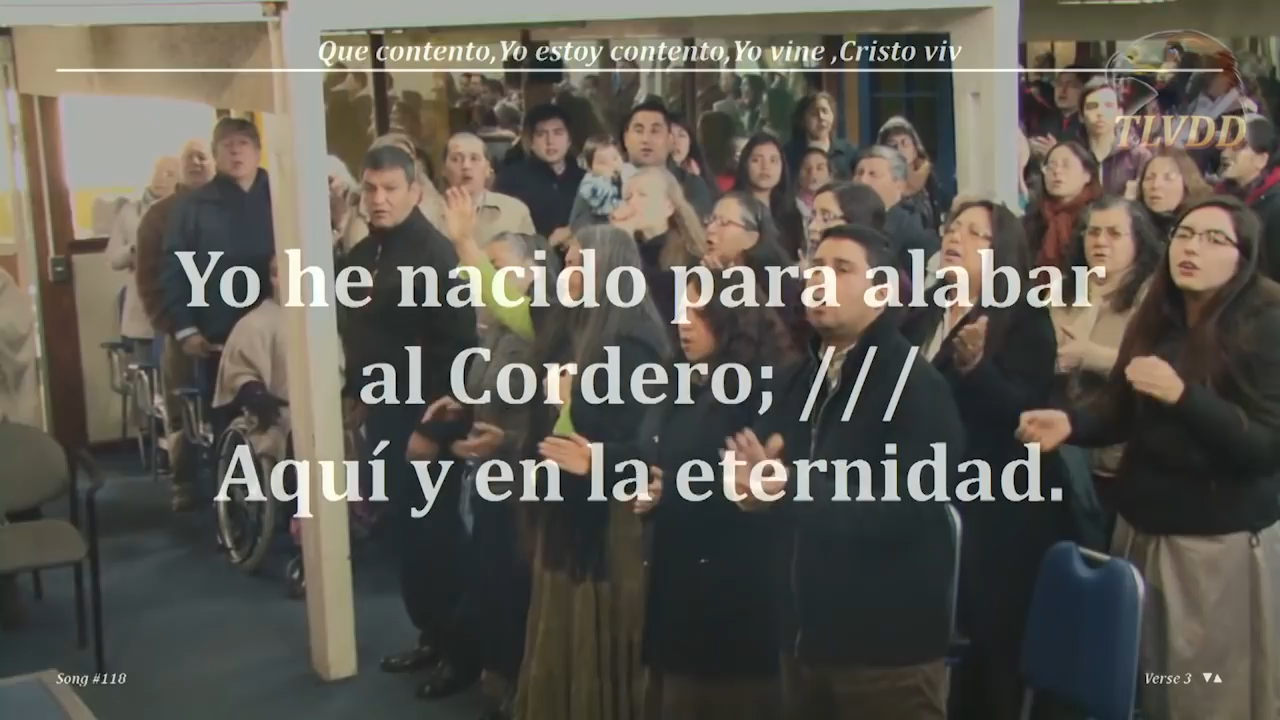 Que contento,Yo estoy contento,Yo vine ,Cristo viv
TLVDD
Yo he nacido para alabar
al Cordero; ///
Aquí y en la eternidad.
Song #118
Verse 3 ▼▲